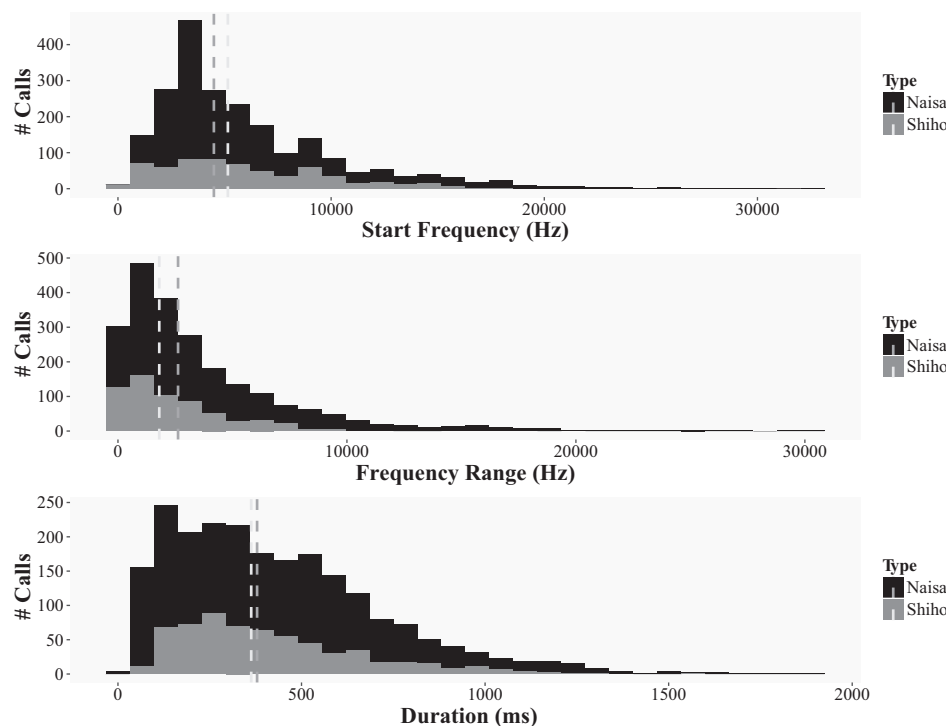 400
300
200
100
0
# Calls
0
10000
20000
30000
Start Frequency (Hz)
Type
Naisa
Shiho
500
400
300
200
100
0
# Calls
0
10000
20000
30000
Frequency Range (Hz)
Type
Naisa
Shiho
250
200
150
100
50
0
# Calls
0
500
1000
1500
2000
Duration (ms)
Type
Naisa
Shiho